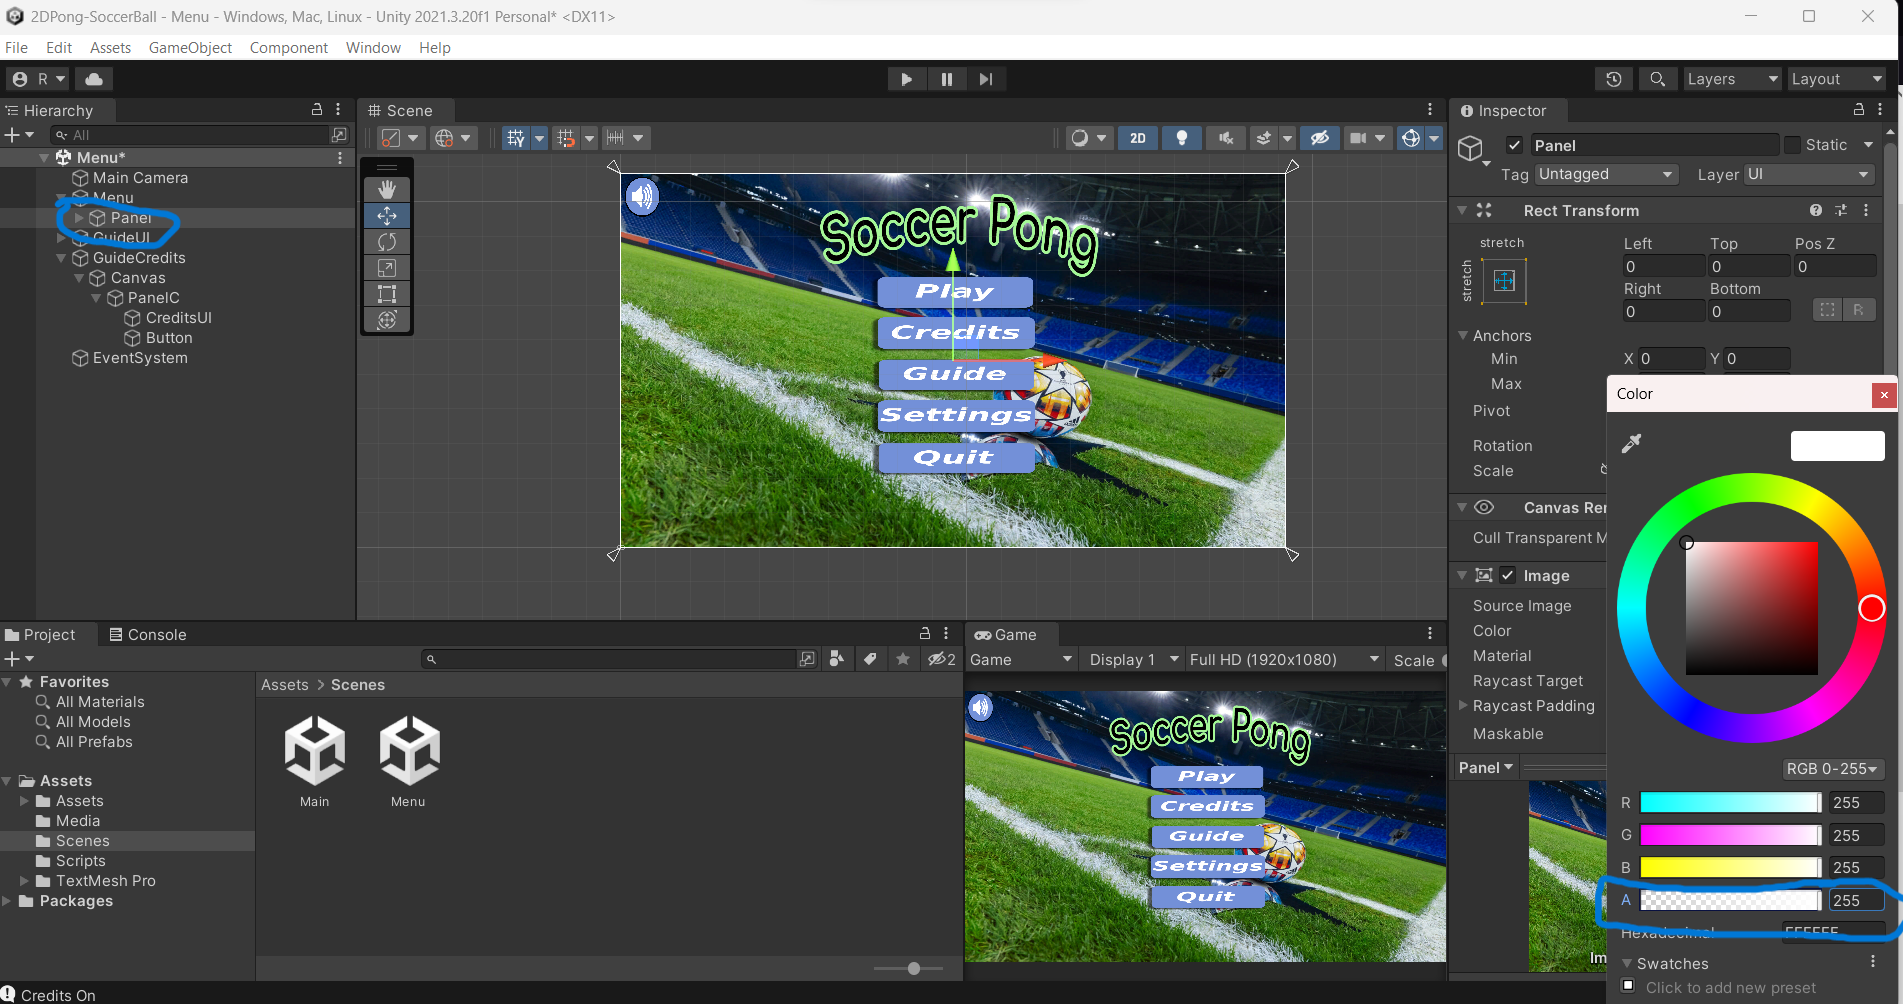 2DPong-SoccerBall - Menu - Windows, Mac, Linux - Unity 2021.3.20f1 Personal* <DX11>
File Edit Assets GameObject Component Window Help
R Layers Layout
Hierarchy
All
Menu*
Main Camera
Menu
Panel
GuideUI
GuideCredits
Canvas
PanelC
CreditsUI
Button
EventSystem
Scene
2D
Soccer Pong
Play
Credits
Guide
Settings
Quit
Inspector
Panel Static
Tag Untagged Layer UI
Rect Transform
stretch
stretch
Left Top Pos Z
0 0 0
Right Bottom
0 0
R
Anchors
Min X 0 Y 0
Max
Pivot
Rotation
Scale
Canvas Rer
Cull Transparent M
Image
Source Image
Color
Material
Raycast Target
Raycast Padding
Maskable
Panel
Im
Color
RGB 0-255
R 255
G 255
B 255
A 255
Hexadecimal FFFFFF
Swatches
Click to add new preset
Project Console
2
Favorites
All Materials
All Models
All Prefabs
Assets
Assets
Media
Scenes
Scripts
TextMesh Pro
Packages
Assets > Scenes
Main Menu
Game
Game Display 1 Full HD (1920x1080) Scale
Soccer Pong
Play
Credits
Guide
Settings
Quit
Credits On